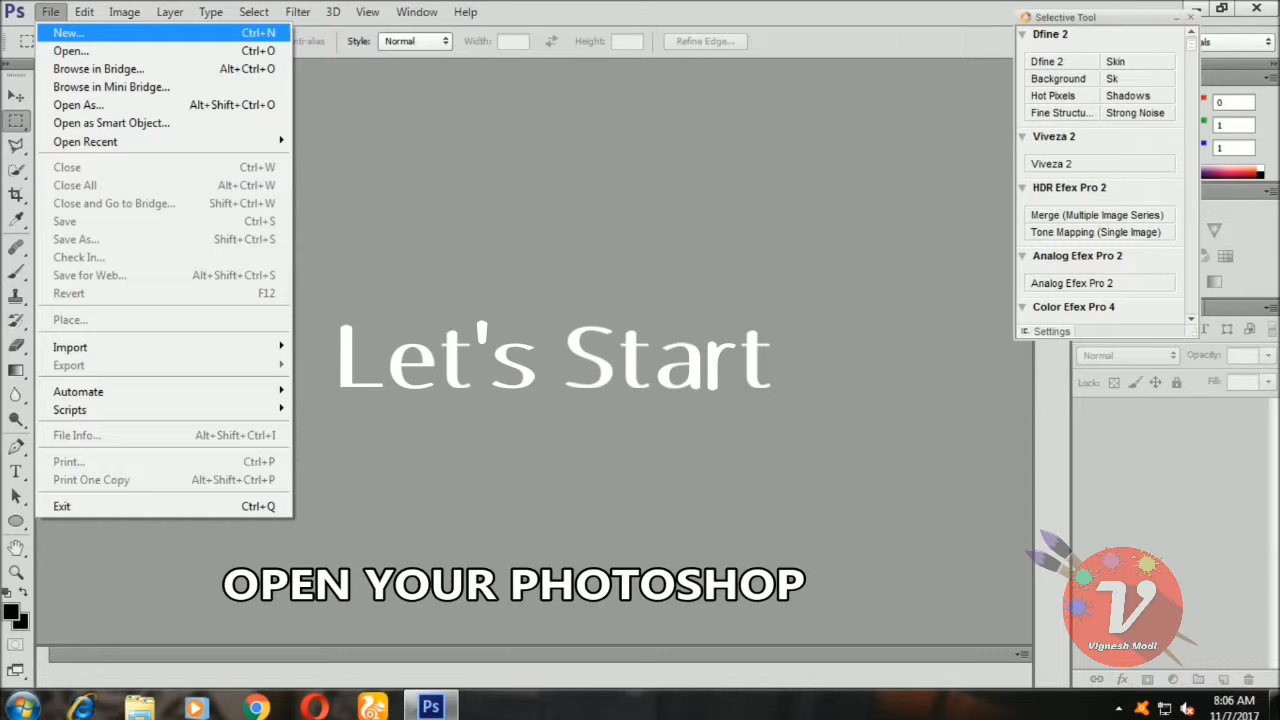 Ps File Edit Image Layer Type Select Filter 3D View Window Help
nti-alias Style: Normal Width: Height: Refine Edge...
New... Ctrl+N
Open... Ctrl+O
Browse in Bridge... Alt+Ctrl+O
Browse in Mini Bridge...
Open As... Alt+Shift+Ctrl+O
Open as Smart Object...
Open Recent
Close Ctrl+W
Close All Alt+Ctrl+W
Close and Go to Bridge... Shift+Ctrl+W
Save Ctrl+S
Save As... Shift+Ctrl+S
Check In...
Save for Web... Alt+Shift+Ctrl+S
Revert F12
Place...
Import
Export
Automate
Scripts
File Info... Alt+Shift+Ctrl+I
Print... Ctrl+P
Print One Copy Alt+Shift+Ctrl+P
Exit Ctrl+Q
Let's Start
OPEN YOUR PHOTOSHOP
Selective Tool
Dfine 2
Dfine 2 Skin
Background Sk
Hot Pixels Shadows
Fine Structu... Strong Noise
Viveza 2
Viveza 2
HDR Efex Pro 2
Merge (Multiple Image Series)
Tone Mapping (Single Image)
Analog Efex Pro 2
Analog Efex Pro 2
Color Efex Pro 4
Settings
als
0
1
1
Normal Opacity:
Lock: Fill:
V
Vignesh Modi
Ps
8:06 AM
11/7/2017